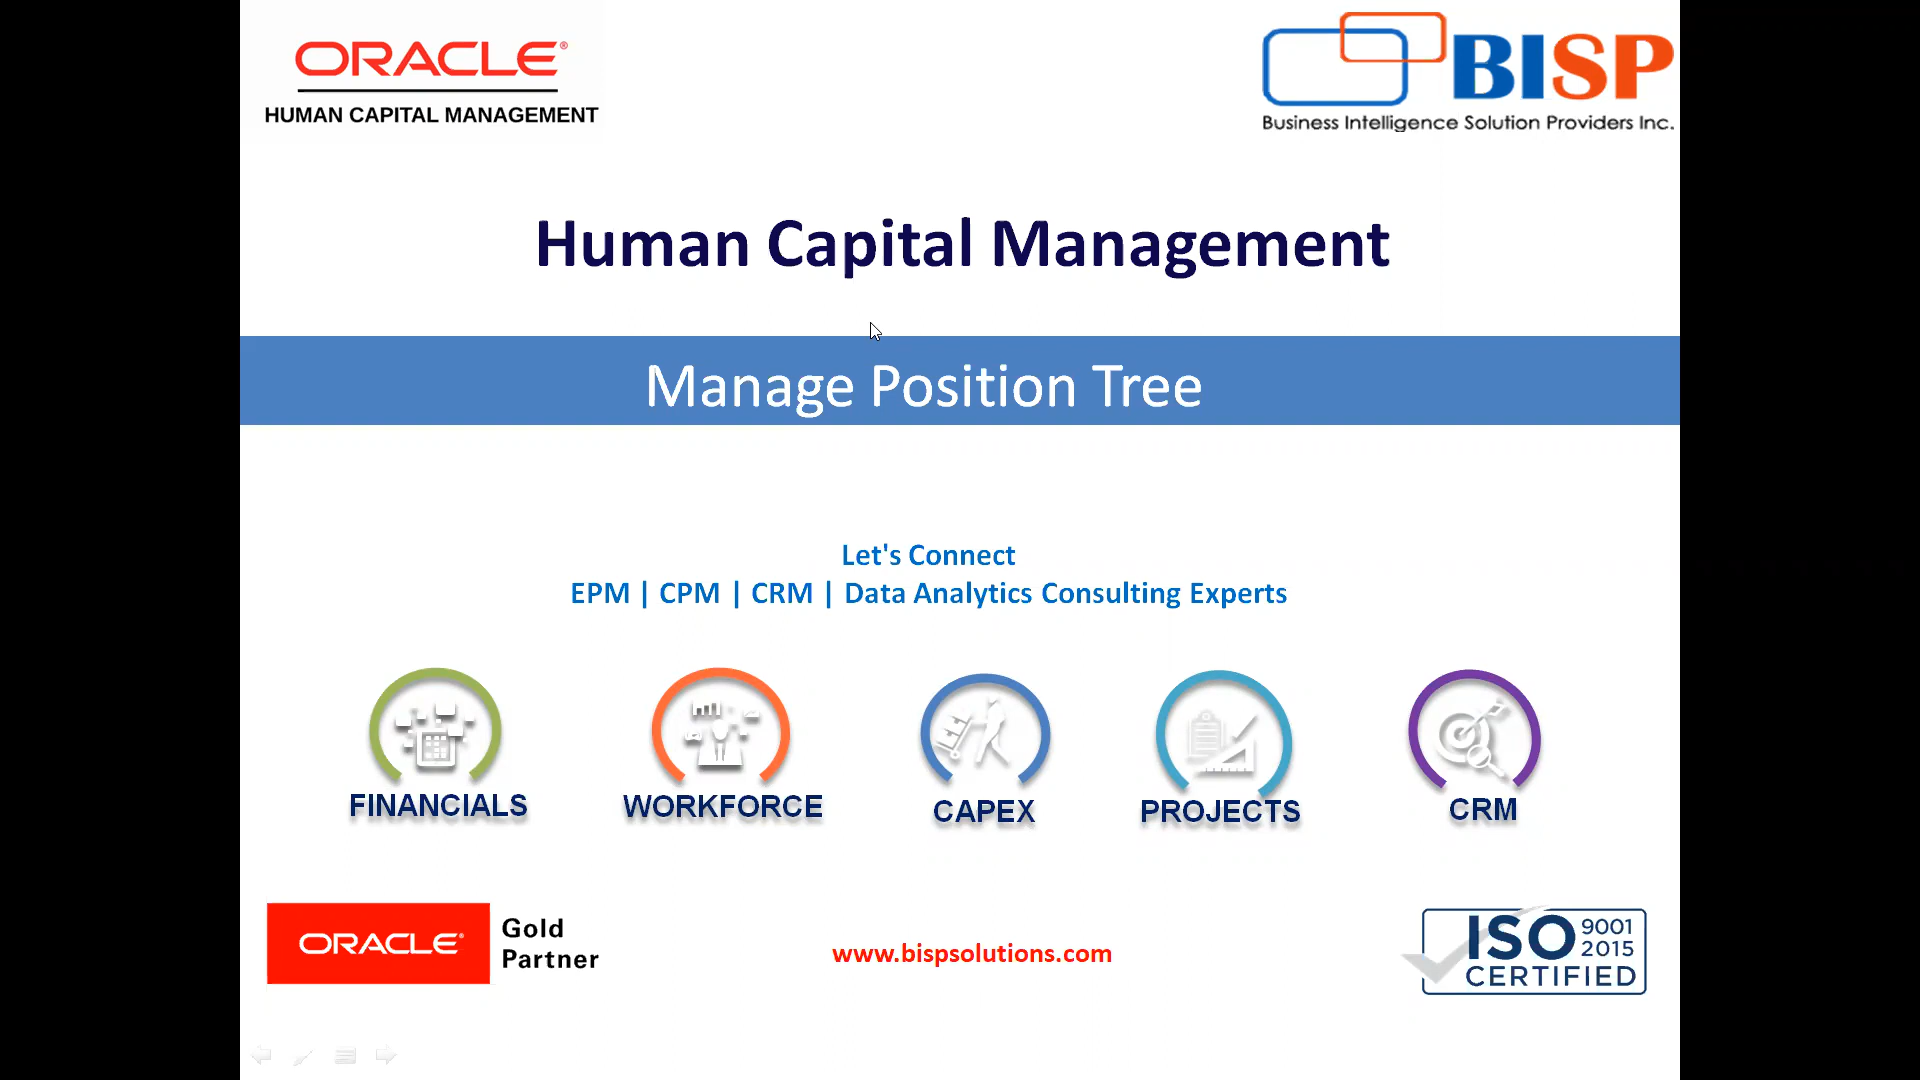 ORACLE®
HUMAN CAPITAL MANAGEMENT
BISP
Business Intelligence Solution Providers Inc.
Human Capital Management
Manage Position Tree
Let's Connect
EPM | CPM | CRM | Data Analytics Consulting Experts
FINANCIALS
WORKFORCE
CAPEX
PROJECTS
CRM
ORACLE®
Gold
Partner
www.bispsolutions.com
ISO 9001
2015
CERTIFIED